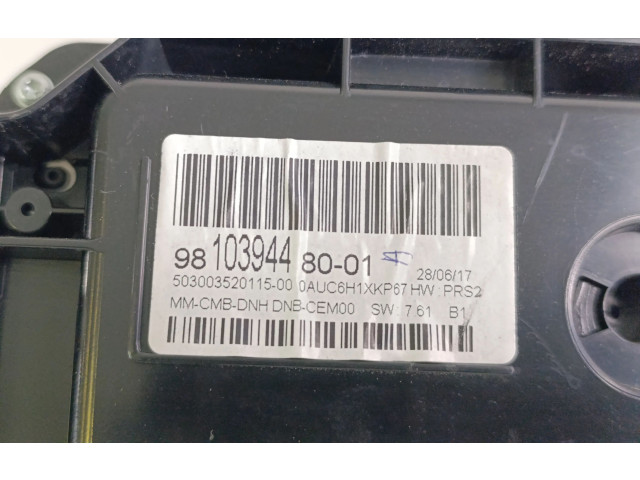 98 103944 80-01 28/06/17
503003520115-00 0AUC6H1XKP67 HW : PRS2
MM-CMB-DNH DNB-CEM00 SW : 7.61 B1